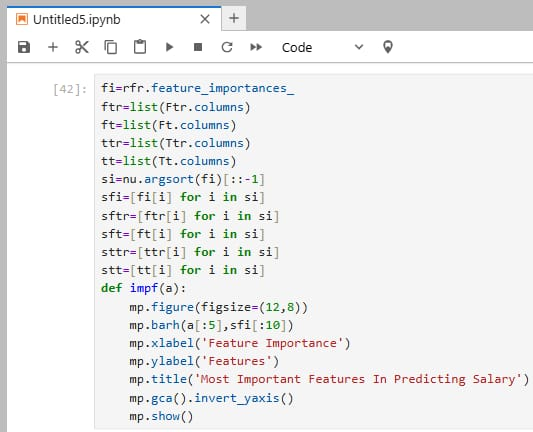 Untitled5.ipynb
Code
[42]:
fi=rfr.feature_importances_
ftr=list(Ftr.columns)
ft=list(Ft.columns)
ttr=list(Ttr.columns)
tt=list(Tt.columns)
si=nu.argsort(fi)[::-1]
sfi=[fi[i] for i in si]
sftr=[ftr[i] for i in si]
sft=[ft[i] for i in si]
sttr=[ttr[i] for i in si]
stt=[tt[i] for i in si]
def impf(a):
    mp.figure(figsize=(12,8))
    mp.barh(a[:5],sfi[:10])
    mp.xlabel('Feature Importance')
    mp.ylabel('Features')
    mp.title('Most Important Features In Predicting Salary')
    mp.gca().invert_yaxis()
    mp.show()